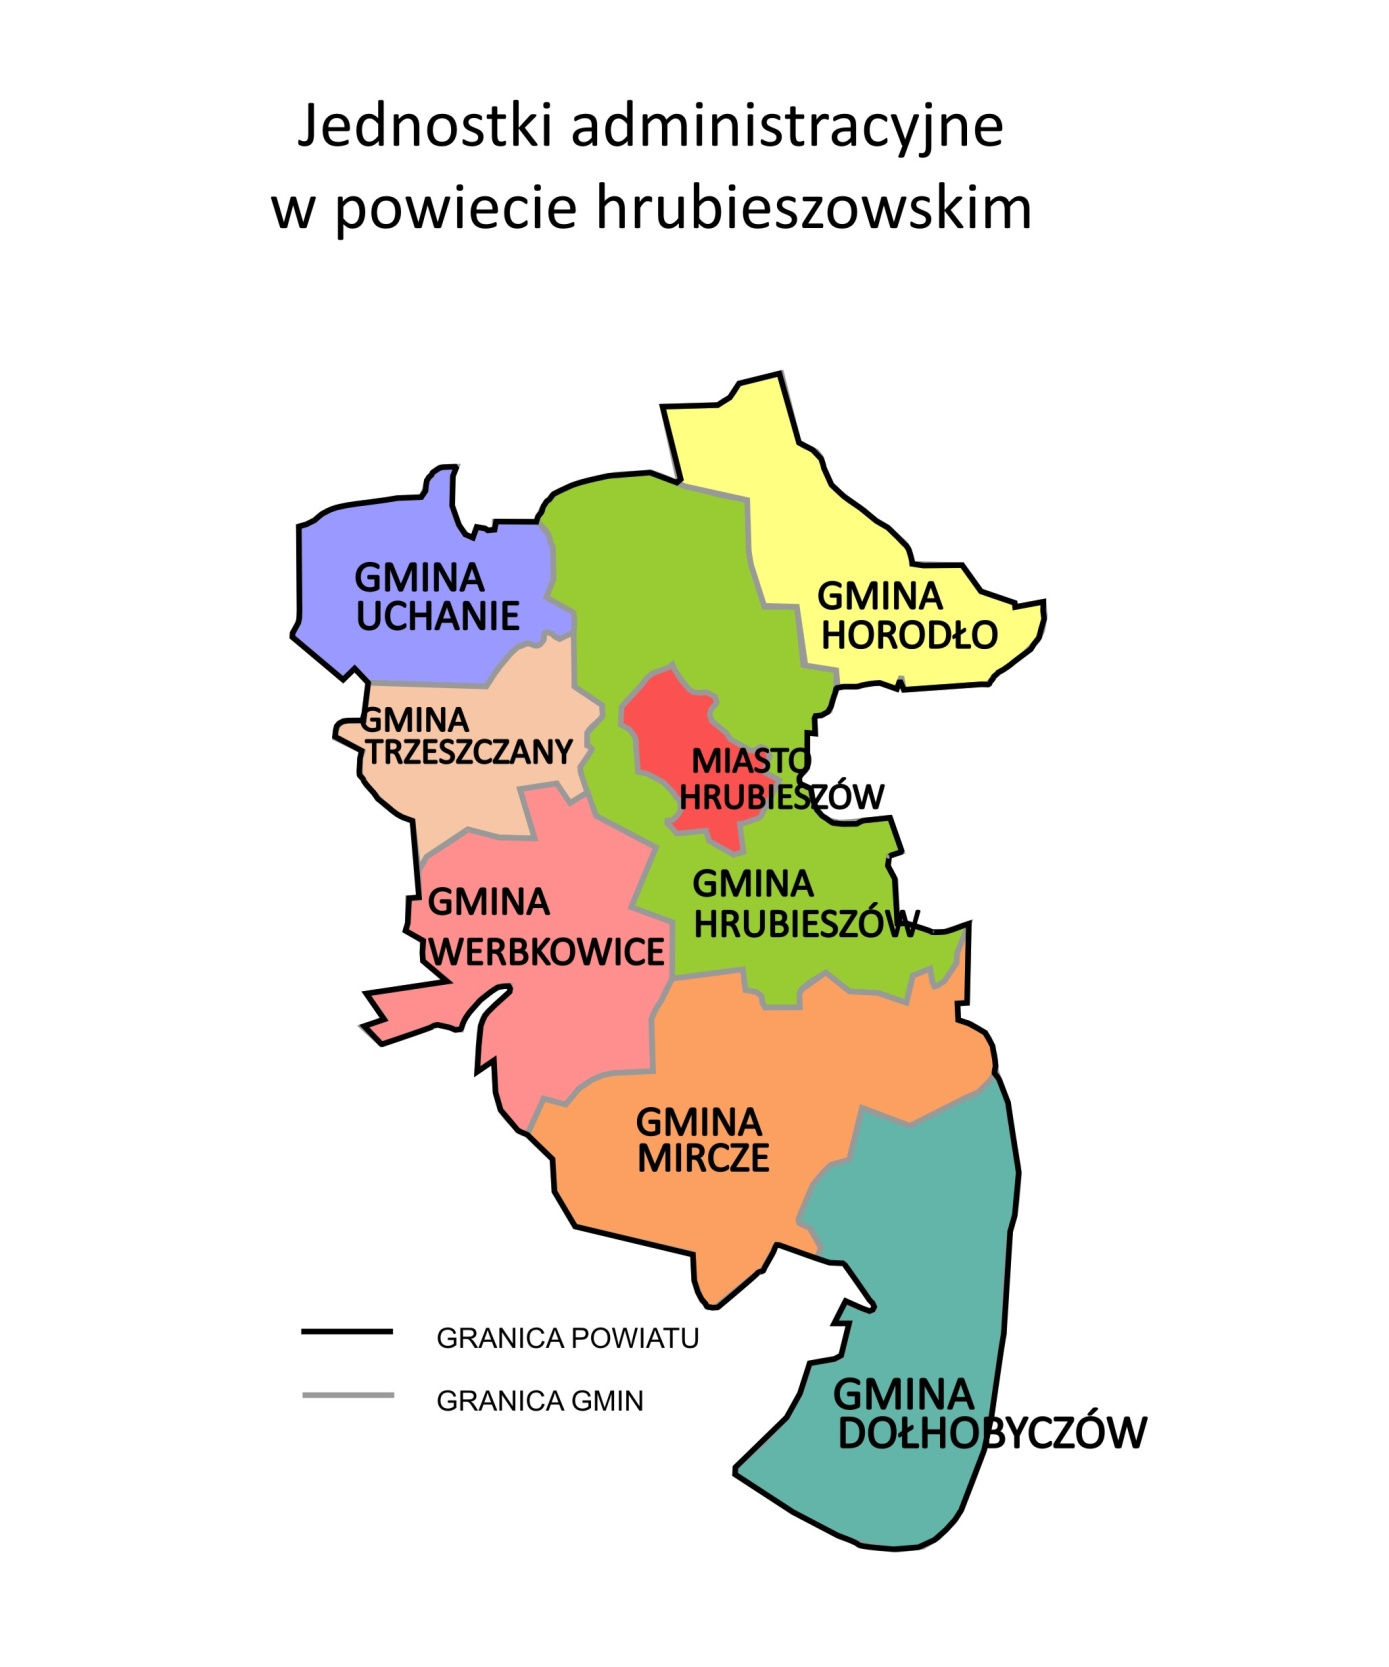 Jednostki administracyjne
w powiecie hrubieszowskim
GMINA
UCHANIE
GMINA
HORODŁO
GMINA
TRZESZCZANY
MIASTO
HRUBIESZÓW
GMINA
HRUBIESZÓW
GMINA
WERBKOWICE
GMINA
MIRCZE
GRANICA POWIATU
GRANICA GMIN
GMINA
DOŁHOBYCZÓW